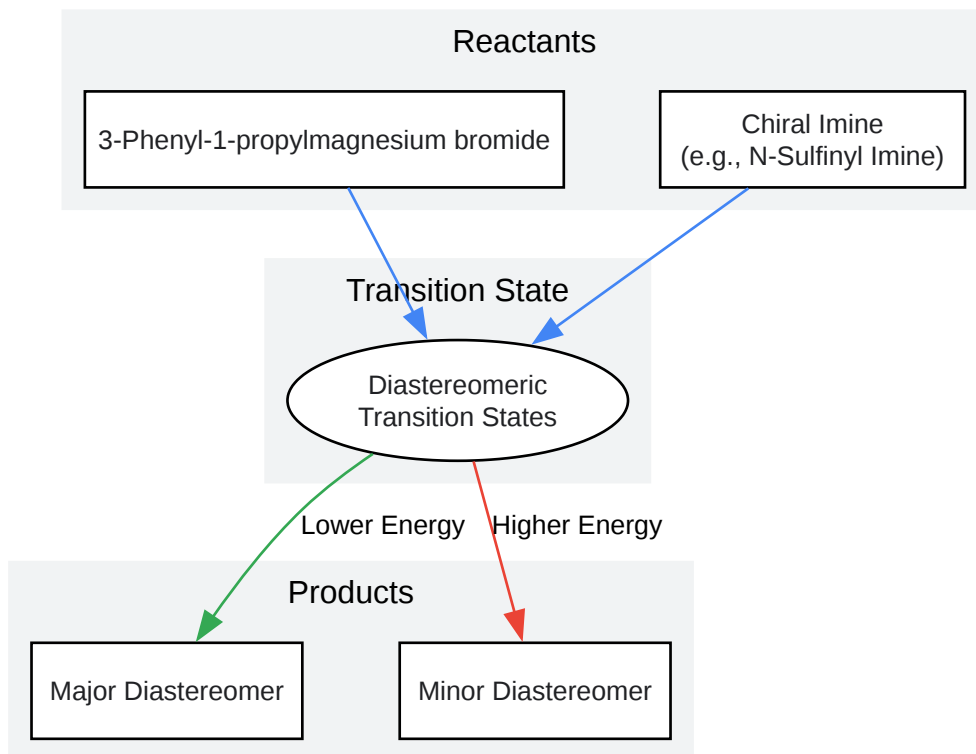 Reactants
3-Phenyl-1-propylmagnesium bromide
Chiral Imine
(e.g., N-Sulfinyl Imine)
Transition State
Diastereomeric
Transition States
Lower Energy
Higher Energy
Products
Major Diastereomer
Minor Diastereomer